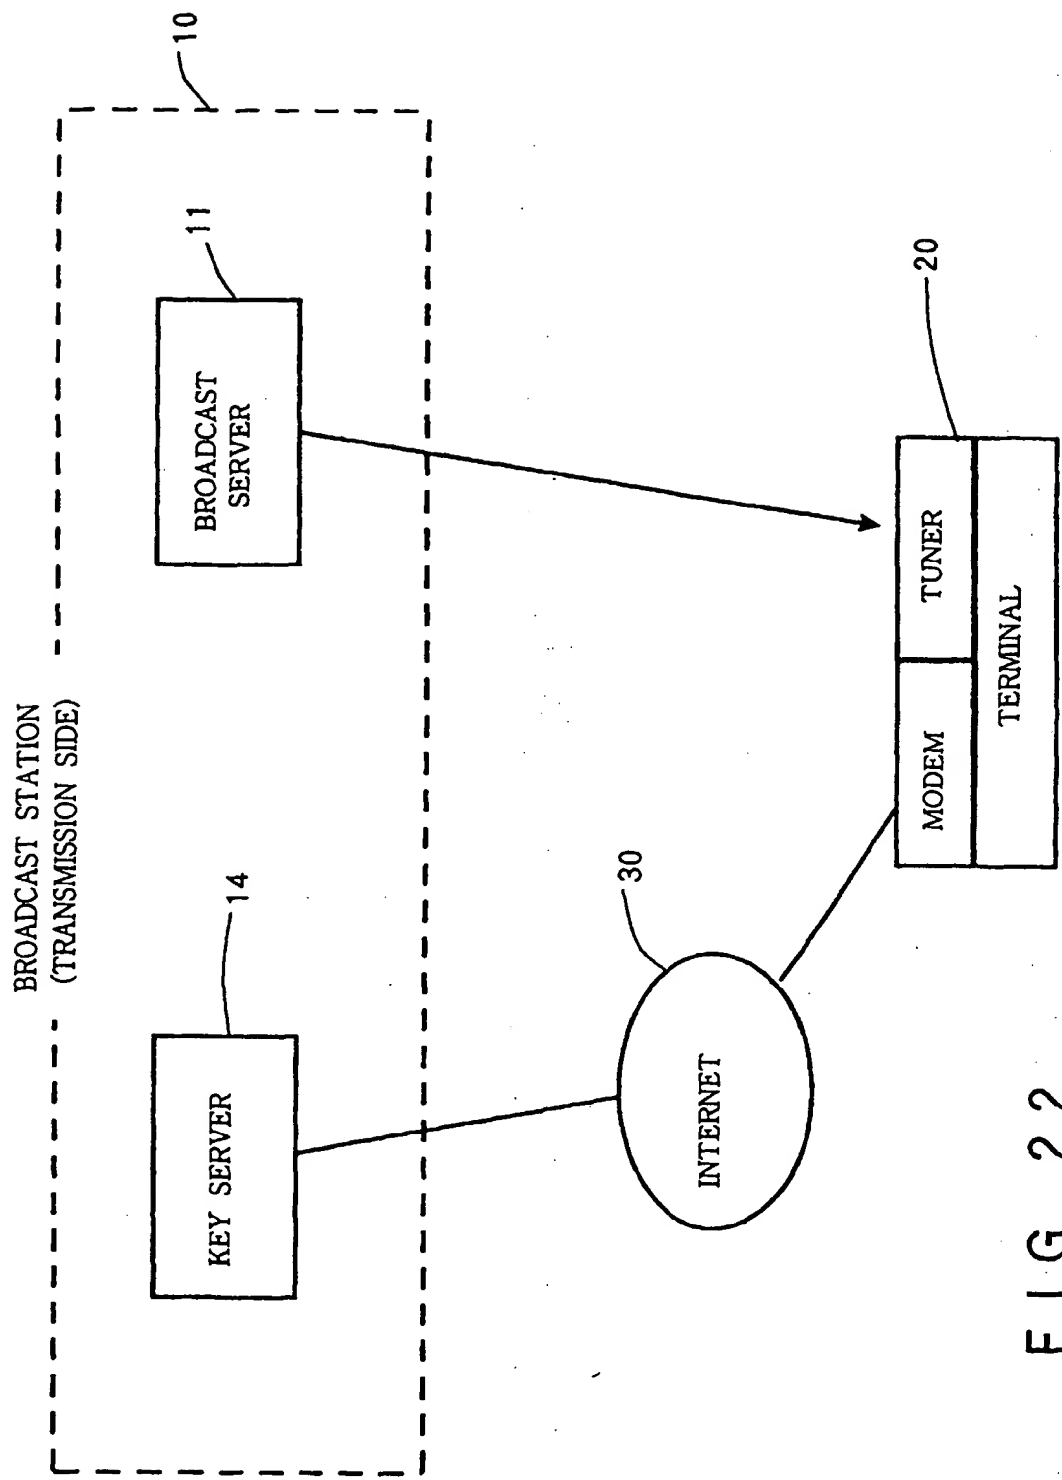 BROADCAST STATION
(TRANSMISSION SIDE)
10
KEY SERVER
14
BROADCAST
SERVER
11
INTERNET
30
MODEM
TUNER
TERMINAL
20
FIG 22